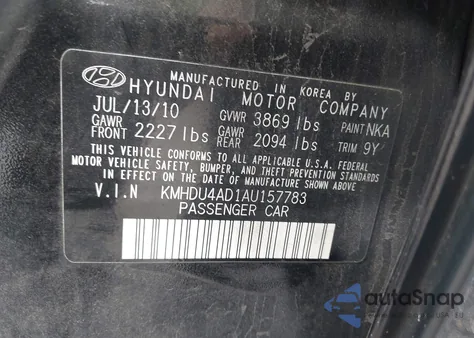 MANUFACTURED IN KOREA BY
HYUNDAI MOTOR COMPANY
JUL/13/10 GVWR 3869 lbs PAINT NKA
GAWR FRONT 2227 lbs GAWR REAR 2094 lbs TRIM 9Y
THIS VEHICLE CONFORMS TO ALL APPLICABLE U.S.A. FEDERAL
MOTOR VEHICLE SAFETY, BUMPER, AND THEFT PREVENTION STANDARDS
IN EFFECT ON THE DATE OF MANUFACTURE SHOWN ABOVE.
V.I.N KMHDU4AD1AU157783
PASSENGER CAR
autoSnap